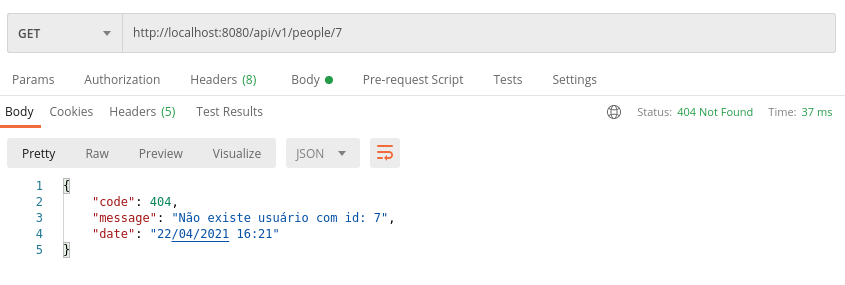 GET http://localhost:8080/api/v1/people/7
Params Authorization Headers (8) Body Pre-request Script Tests Settings
Body Cookies Headers (5) Test Results Status: 404 Not Found Time: 37 ms
Pretty Raw Preview Visualize JSON
1 {
2 "code": 404,
3 "message": "Não existe usuário com id: 7",
4 "date": "22/04/2021 16:21"
5 }